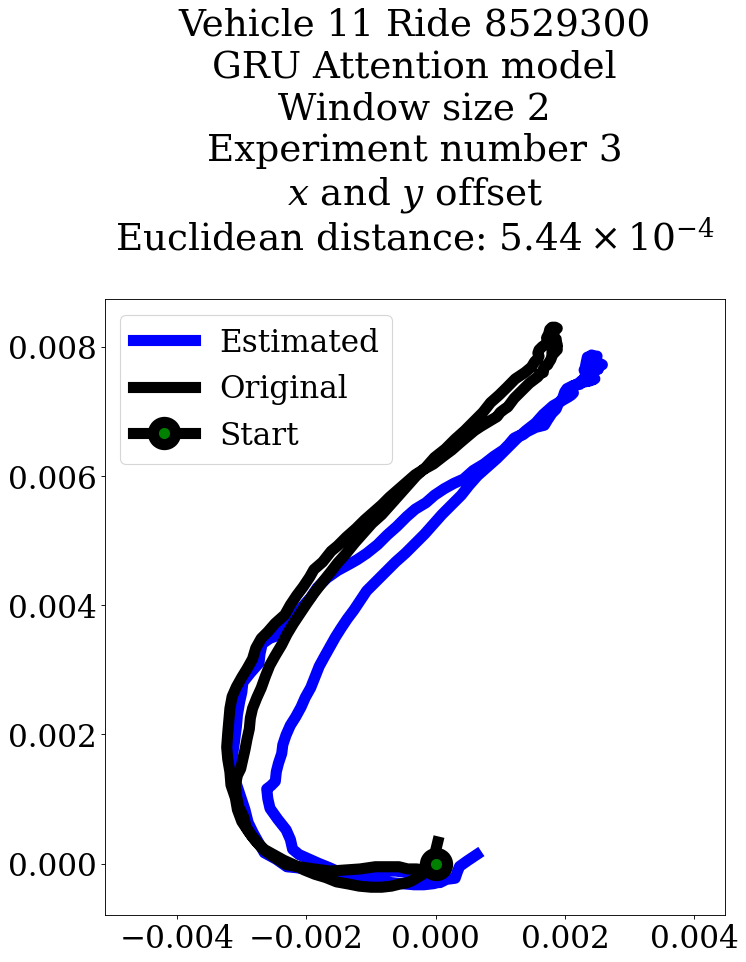 Vehicle 11 Ride 8529300
GRU Attention model
Window size 2
Experiment number 3
x and y offset
Euclidean distance: 5.44 × 10⁻⁴
Estimated
Original
Start
0.008
0.006
0.004
0.002
0.000
−0.004 −0.002 0.000 0.002 0.004